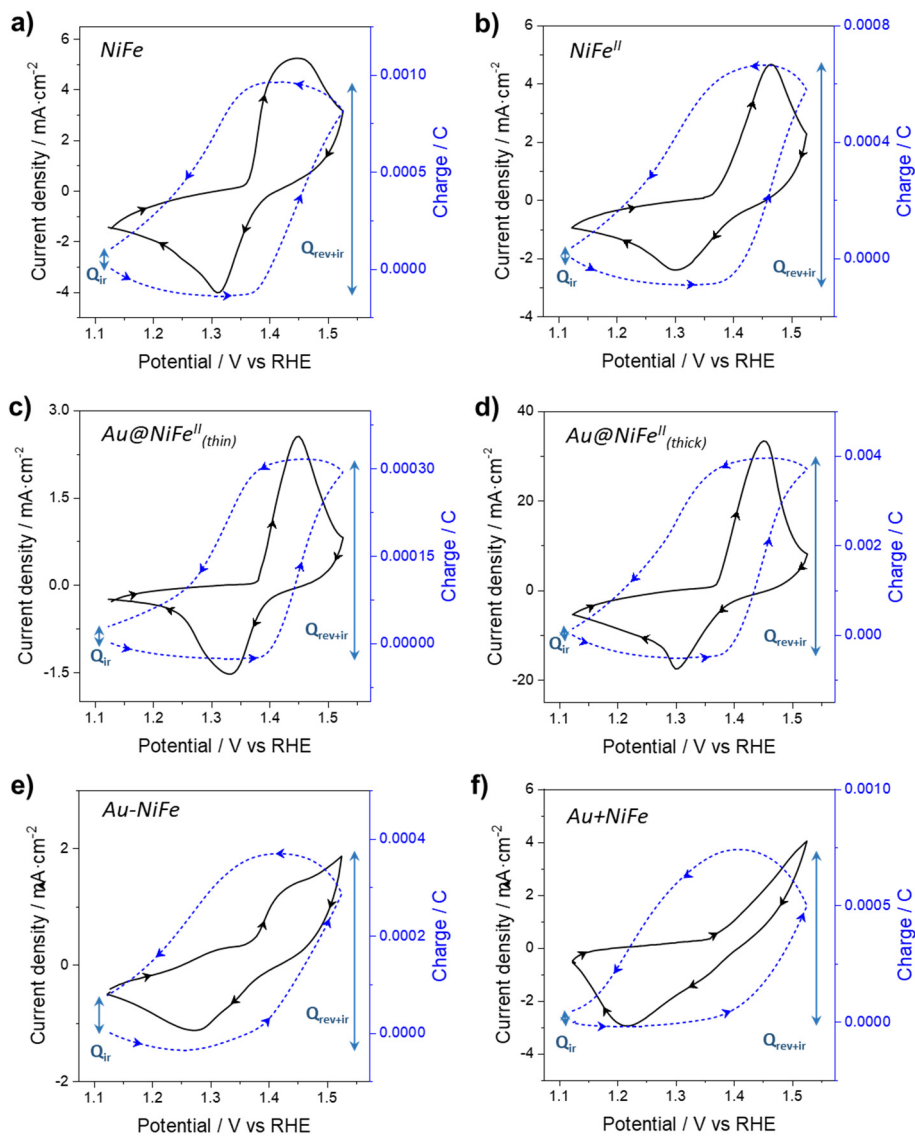 a)
NiFe
6
4
2
0
-2
-4
Current density / mA·cm⁻²
0.0010
0.0005
0.0000
Charge / C
Q_ir
Q_rev+ir
1.1 1.2 1.3 1.4 1.5
Potential / V vs RHE
b)
NiFe^II
6
4
2
0
-2
-4
Current density / mA·cm⁻²
0.0008
0.0004
0.0000
Charge / C
Q_ir
Q_rev+ir
1.1 1.2 1.3 1.4 1.5
Potential / V vs RHE
c)
Au@NiFe^II_(thin)
3.0
1.5
0.0
-1.5
Current density / mA·cm⁻²
0.00030
0.00015
0.00000
Charge / C
Q_ir
Q_rev+ir
1.1 1.2 1.3 1.4 1.5
Potential / V vs RHE
d)
Au@NiFe^II_(thick)
40
20
0
-20
Current density / mA·cm⁻²
0.004
0.002
0.000
Charge / C
Q_ir
Q_rev+ir
1.1 1.2 1.3 1.4 1.5
Potential / V vs RHE
e)
Au-NiFe
2
0
-2
Current density / mA·cm⁻²
0.0004
0.0002
0.0000
Charge / C
Q_ir
Q_rev+ir
1.1 1.2 1.3 1.4 1.5
Potential / V vs RHE
f)
Au+NiFe
6
4
2
0
-2
-4
Current density / mA·cm⁻²
0.0010
0.0005
0.0000
Charge / C
Q_ir
Q_rev+ir
1.1 1.2 1.3 1.4 1.5
Potential / V vs RHE